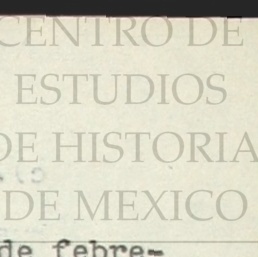 CENTRO DE
ESTUDIOS
DE HISTORIA
DE MEXICO
de febre-